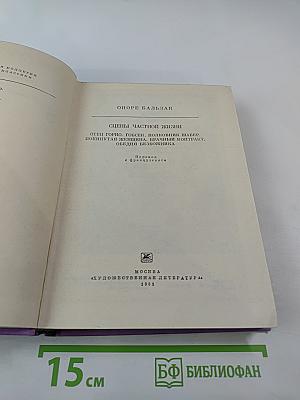 ОНОРЕ БАЛЬЗАК
СЦЕНЫ ЧАСТНОЙ ЖИЗНИ
ОТЕЦ ГОРИО. ГОБСЕК. ПОЛКОВНИК ШАБЕР.
ПОКИНУТАЯ ЖЕНЩИНА. БРАЧНЫЙ КОНТРАКТ.
ОБЕДНЯ БЕЗБОЖНИКА.
Перевод
с французского
МОСКВА
«ХУДОЖЕСТВЕННАЯ ЛИТЕРАТУРА»
15 см
БФ БИБЛИОФАН